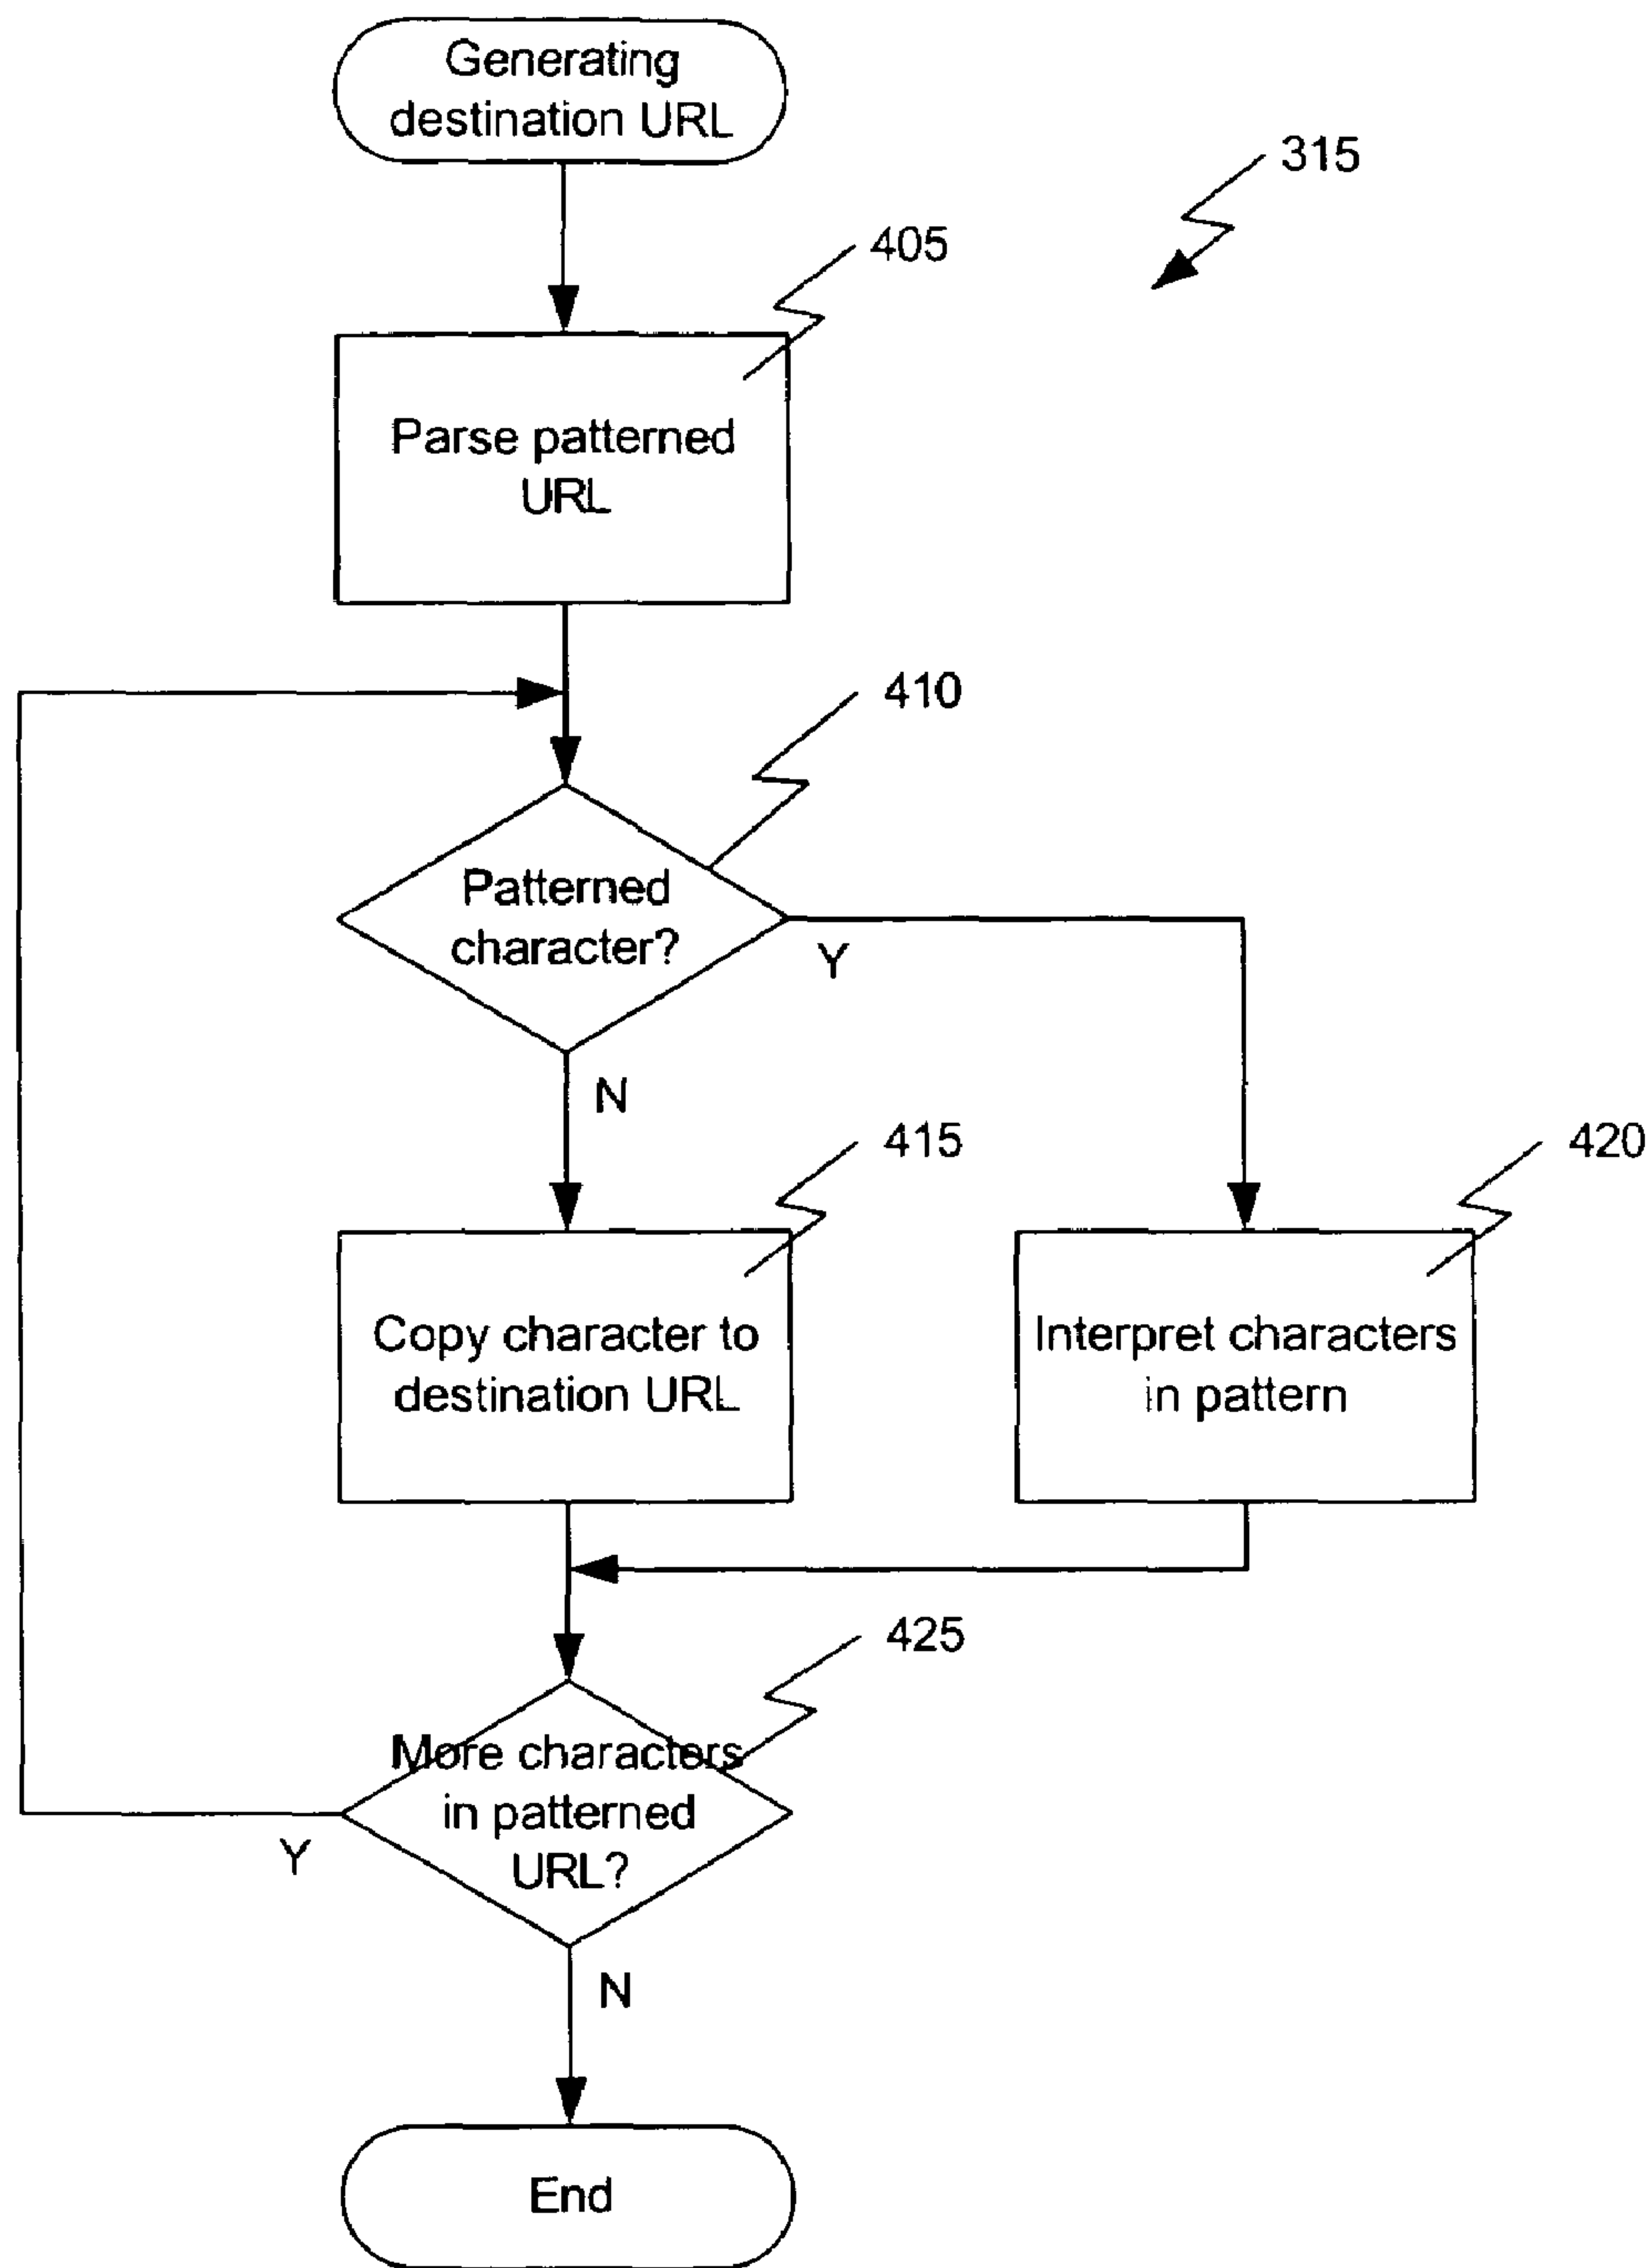 Generating
destination URL
315
405
Parse patterned
URL
410
Patterned
character?
Y
N
415
420
Copy character to
destination URL
Interpret characters
in pattern
425
More characters
in patterned
URL?
Y
N
End